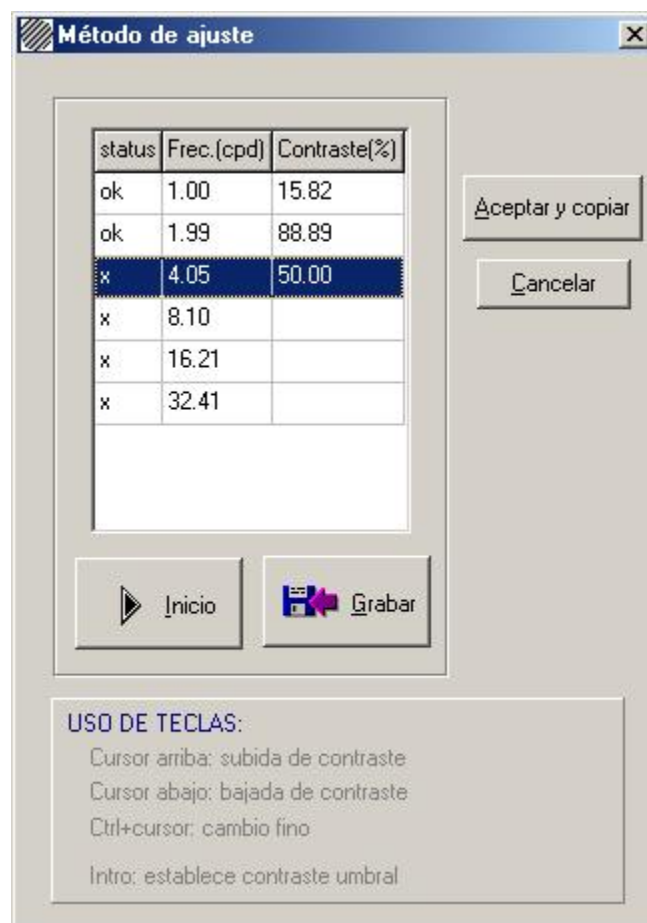 Método de ajuste
status Frec.(cpd) Contraste(%)
ok 1.00 15.82
ok 1.99 88.89
x 4.05 50.00
x 8.10
x 16.21
x 32.41
Aceptar y copiar
Cancelar
Inicio
Grabar
USO DE TECLAS:
Cursor arriba: subida de contraste
Cursor abajo: bajada de contraste
Ctrl+cursor: cambio fino
Intro: establece contraste umbral